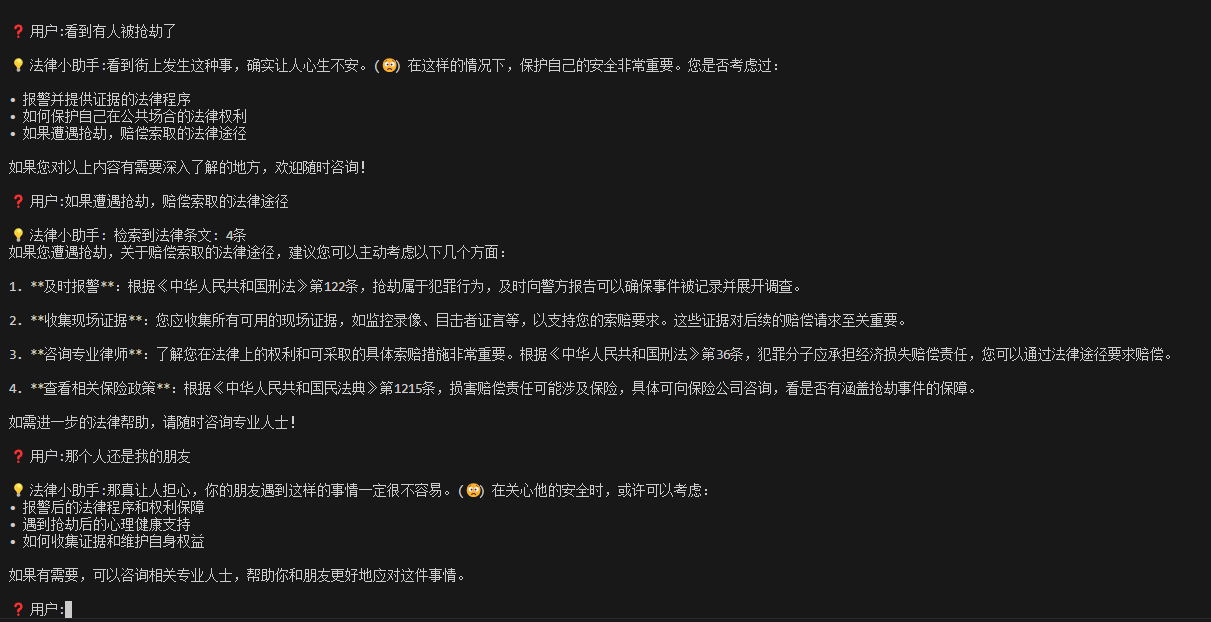 ❓ 用户:看到有人被抢劫了
💡法律小助手:看到街上发生这种事，确实让人心生不安。(😳) 在这样的情况下，保护自己的安全非常重要。您是否考虑过：
• 报警并提供证据的法律程序
• 如何保护自己在公共场合的法律权利
• 如果遭遇抢劫，赔偿索取的法律途径
如果您对以上内容有需要深入了解的地方，欢迎随时咨询！
❓ 用户:如果遭遇抢劫，赔偿索取的法律途径
💡法律小助手: 检索到法律条文: 4条
如果您遭遇抢劫，关于赔偿索取的法律途径，建议您可以主动考虑以下几个方面：
1. **及时报警**：根据《中华人民共和国刑法》第122条，抢劫属于犯罪行为，及时向警方报告可以确保事件被记录并展开调查。
2. **收集现场证据**：您应收集所有可用的现场证据，如监控录像、目击者证言等，以支持您的索赔要求。这些证据对后续的赔偿请求至关重要。
3. **咨询专业律师**：了解您在法律上的权利和可采取的具体索赔措施非常重要。根据《中华人民共和国刑法》第36条，犯罪分子应承担经济损失赔偿责任，您可以通过法律途径要求赔偿。
4. **查看相关保险政策**：根据《中华人民共和国民法典》第1215条，损害赔偿责任可能涉及保险，具体可向保险公司咨询，看是否有涵盖抢劫事件的保障。
如需进一步的法律帮助，请随时咨询专业人士！
❓ 用户:那个人还是我的朋友
💡法律小助手:那真让人担心，你的朋友遇到这样的事情一定很不容易。(😳) 在关心他的安全时，或许可以考虑：
• 报警后的法律程序和权利保障
• 遇到抢劫后的心理健康支持
• 如何收集证据和维护自身权益
如果有需要，可以咨询相关专业人士，帮助你和朋友更好地应对这件事情。
❓ 用户: